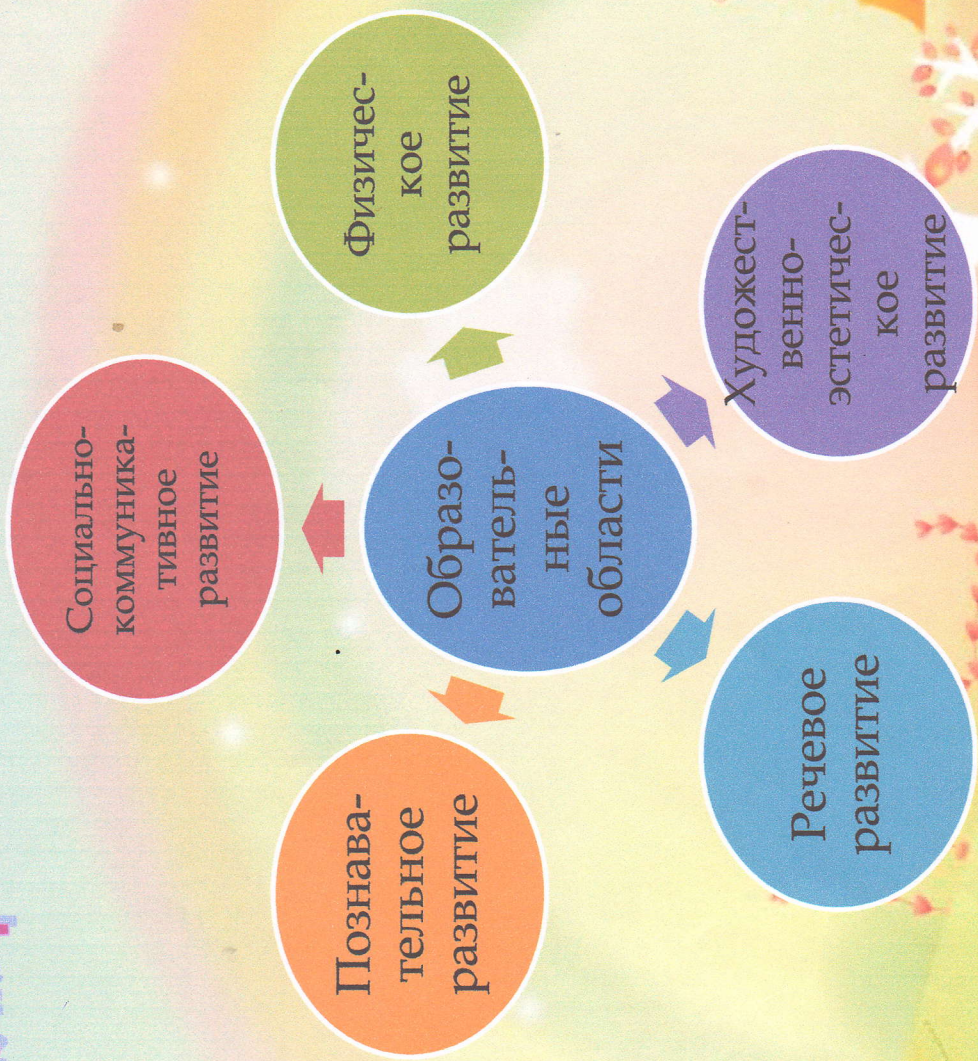 Социально-
коммуника-
тивное
развитие
Физичес-
кое
развитие
Художест-
венно-
эстетичес-
кое
развитие
Речевое
развитие
Познава-
тельное
развитие
Образо-
ватель-
ные
области